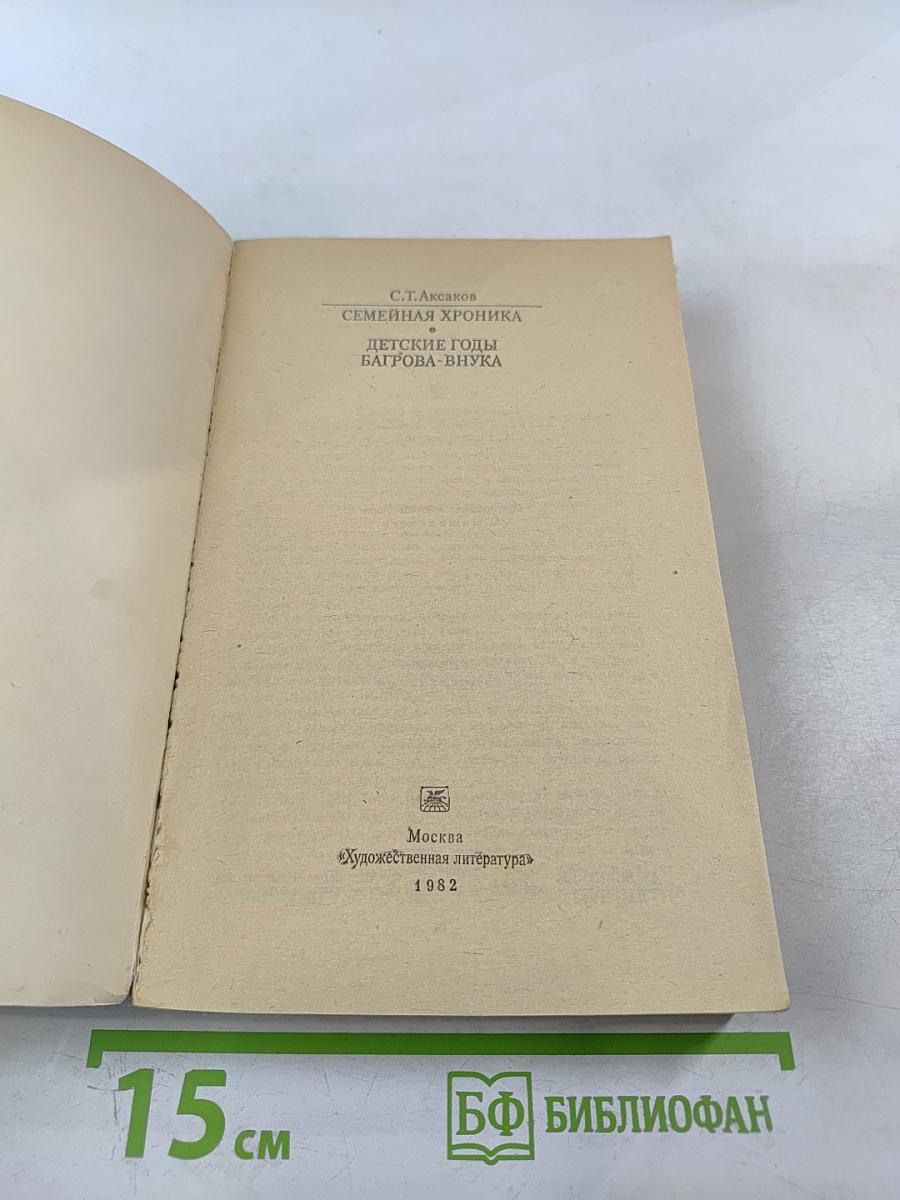 С.Т.Аксаков
СЕМЕЙНАЯ ХРОНИКА
ДЕТСКИЕ ГОДЫ
БАГРОВА-ВНУКА
Москва
«Художественная литература»
1982
15 см
БФ БИБЛИОФАН